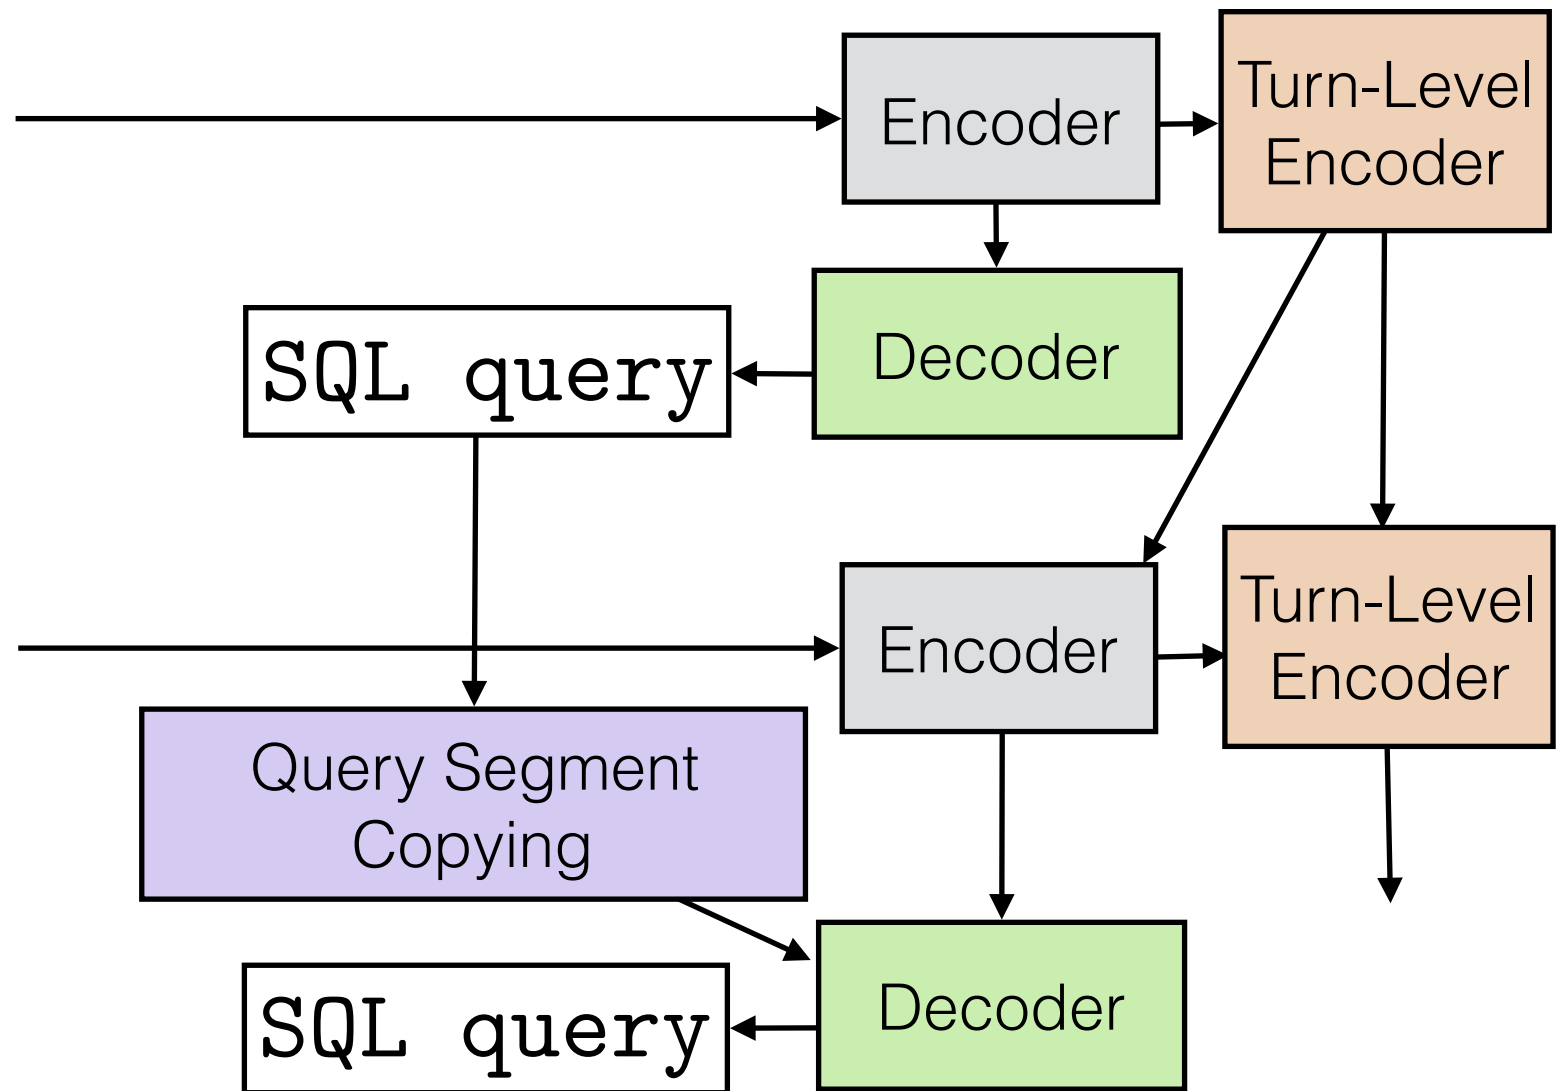 Encoder
Turn-Level
Encoder
SQL query
Decoder
Encoder
Turn-Level
Encoder
Query Segment
Copying
SQL query
Decoder